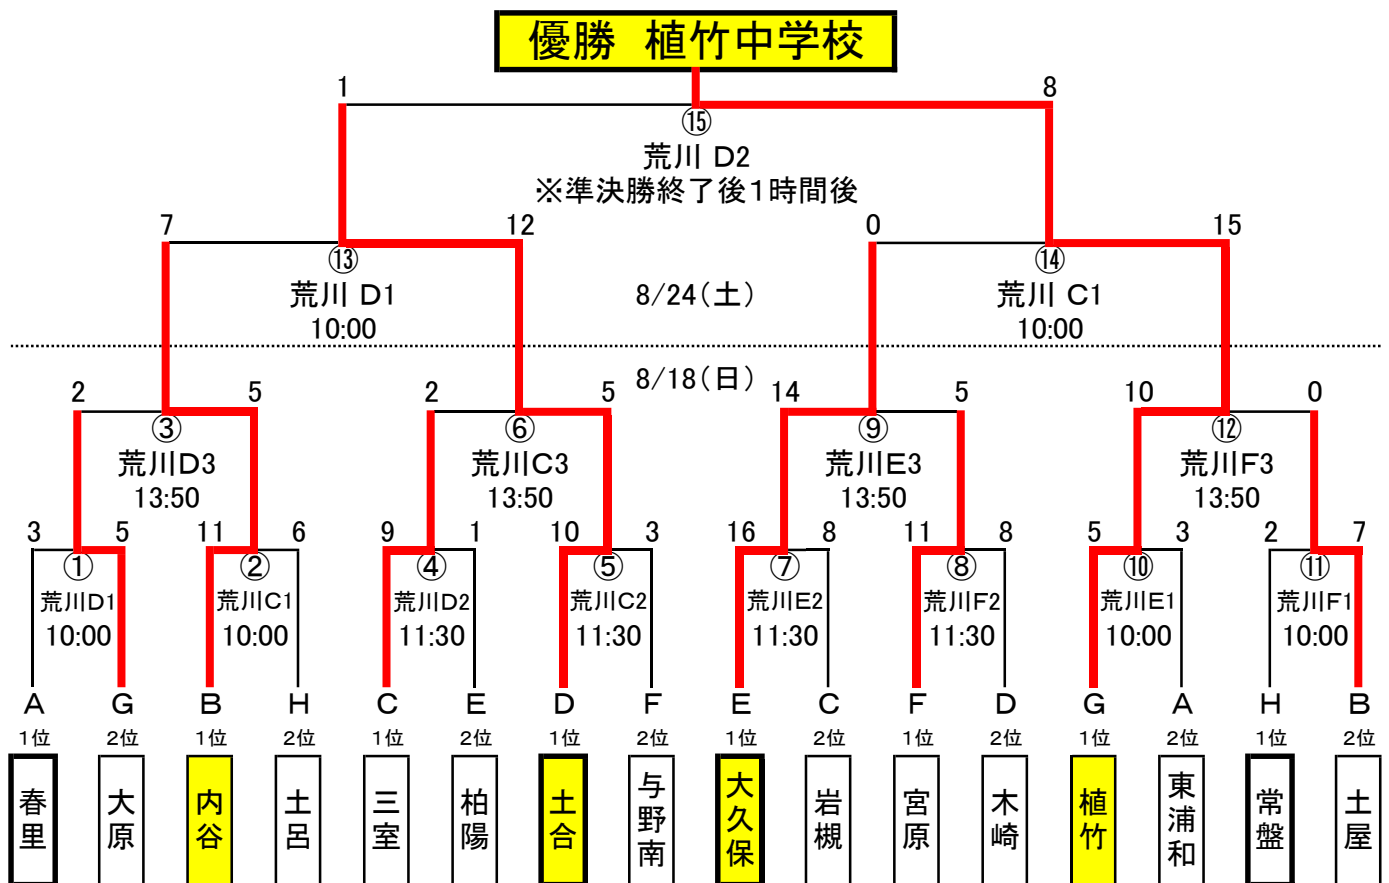 優勝 植竹中学校
1 8
⑮
荒川 D2
※準決勝終了後1時間後
7 12 0 15
⑬ ⑭
荒川 D1 8/24(土) 荒川 C1
10:00 10:00
8/18(日)
2 5 2 5 14 5 10 0
③ ⑥ ⑨ ⑫
荒川D3 荒川C3 荒川E3 荒川F3
13:50 13:50 13:50 13:50
3 5 11 6 9 1 10 3 16 8 11 8 5 3 2 7
① ② ④ ⑤ ⑦ ⑧ ⑩ ⑪
荒川D1 荒川C1 荒川D2 荒川C2 荒川E2 荒川F2 荒川E1 荒川F1
10:00 10:00 11:30 11:30 11:30 11:30 10:00 10:00
A G B H C E D F E C F D G A H B
1位 2位 1位 2位 1位 2位 1位 2位 1位 2位 1位 2位 1位 2位 1位 2位
春里 大原 内谷 土呂 三室 柏陽 土合 与野南 大久保 岩槻 宮原 木崎 植竹 東浦和 常盤 土屋